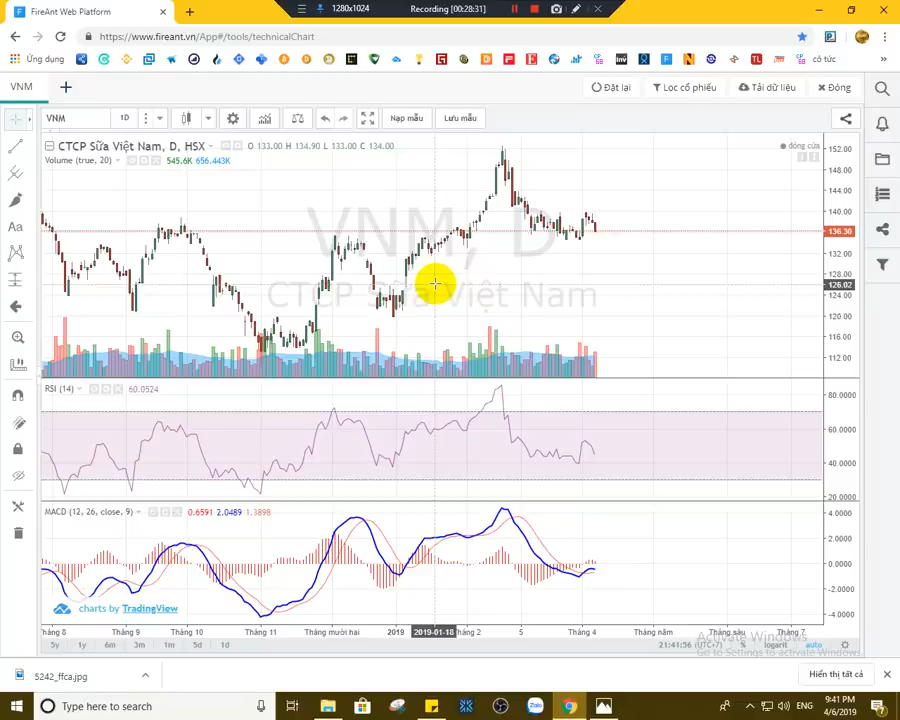 FireAnt Web Platform
1280x1024
Recording [00:28:31]
https://www.fireant.vn/App#/tools/technicalChart
Ứng dụng
cổ tức
VNM
Đặt lại
Lọc cổ phiếu
Tải dữ liệu
Đóng
VNM
1D
Nạp mẫu
Lưu mẫu
CTCP Sữa Việt Nam, D, HSX
O 133.00 H 134.90 L 133.00 C 134.00
đóng cửa
Volume (true, 20)
545.6K 656.443K
VNM, D
CTCP Sữa Việt Nam
152.00
148.00
144.00
140.00
136.30
132.00
128.00
126.02
124.00
120.00
116.00
112.00
RSI (14)
60.0524
80.0000
60.0000
40.0000
20.0000
MACD (12, 26, close, 9)
0.6591 2.0489 1.3898
4.0000
2.0000
0.0000
-2.0000
-4.0000
charts by TradingView
Tháng 9
Tháng 10
Tháng 11
Tháng mười hai
2019
2019-01-18
Tháng 4
Tháng năm
Tháng sáu
Tháng 7
5y 1y 6m 3m 1m 5d 1d
21:41:56 (UTC+7)
%
logarit
auto
Activate Windows
Go to Settings to activate Windows.
5242_ffca.jpg
Hiển thị tất cả
Type here to search
Zalo
ENG
9:41 PM
4/6/2019